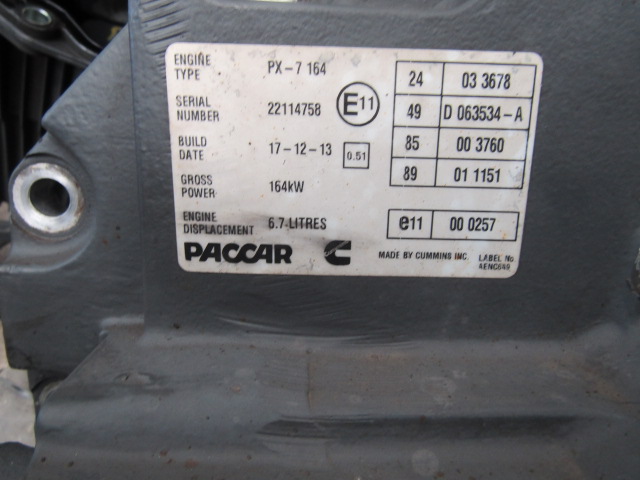 ENGINE TYPE PX-7 164
SERIAL NUMBER 22114758
BUILD DATE 17-12-13 0.51
GROSS POWER 164kW
ENGINE DISPLACEMENT 6.7 LITRES
E11
24 03 3678
49 D 063534-A
85 00 3760
89 01 1151
e11 00 0257
PACCAR C
MADE BY CUMMINS INC.
LABEL No.
4ENC649